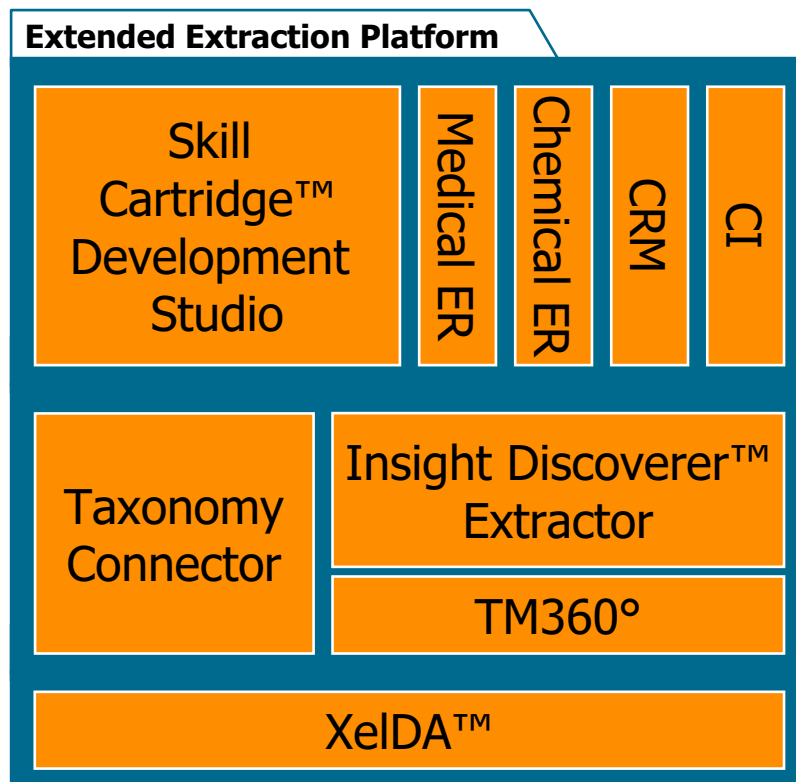 Extended Extraction Platform
Skill
Cartridge™
Development
Studio
Medical ER
Chemical ER
CRM
CI
Taxonomy
Connector
Insight Discoverer™
Extractor
TM360°
XelDA™